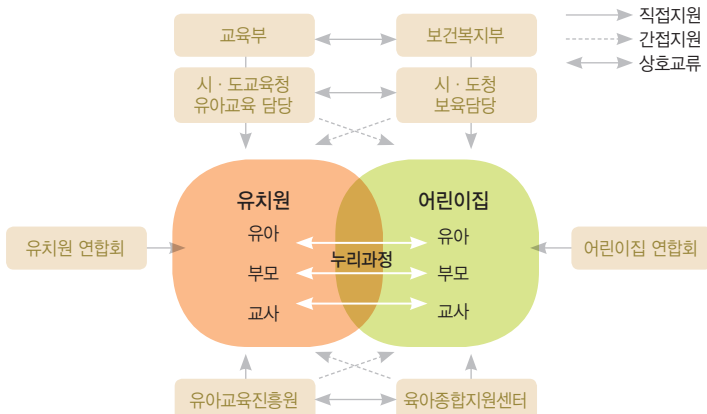 교육부
보건복지부
직접지원
간접지원
상호교류
시 · 도교육청
유아교육 담당
시 · 도청
보육담당
유치원
어린이집
유아
유아
유치원 연합회
어린이집 연합회
누리과정
부모
부모
교사
교사
유아교육진흥원
육아종합지원센터